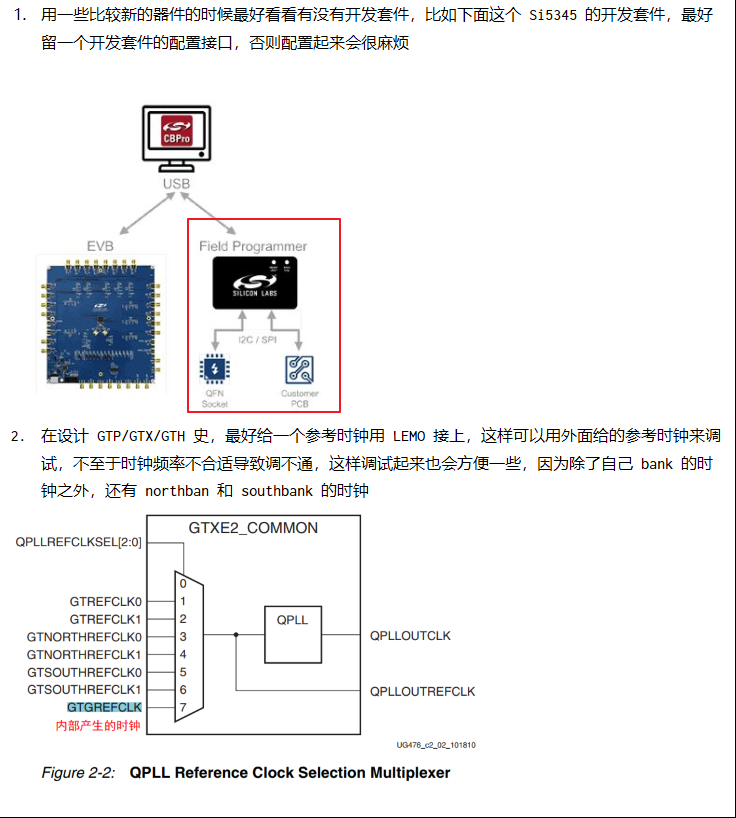 1. 用一些比较新的器件的时候最好看看有没有开发套件，比如下面这个 Si5345 的开发套件，最好
留一个开发套件的配置接口，否则配置起来会很麻烦
CBPro
USB
EVB
Field Programmer
SILICON LABS
I2C / SPI
QFN
Socket
Customer
PCB
2. 在设计 GTP/GTX/GTH 史，最好给一个参考时钟用 LEMO 接上，这样可以用外面给的参考时钟来调
试，不至于时钟频率不合适导致调不通，这样调试起来也会方便一些，因为除了自己 bank 的时
钟之外，还有 northban 和 southbank 的时钟
GTXE2_COMMON
QPLLREFCLKSEL[2:0]
0
GTREFCLK0 1
GTREFCLK1 2
GTNORTHREFCLK0 3
GTNORTHREFCLK1 4
GTSOUTHREFCLK0 5
GTSOUTHREFCLK1 6
GTGREFCLK 7
内部产生的时钟
QPLL
QPLLOUTCLK
QPLLOUTREFCLK
UG476_c2_02_101810
Figure 2-2: QPLL Reference Clock Selection Multiplexer